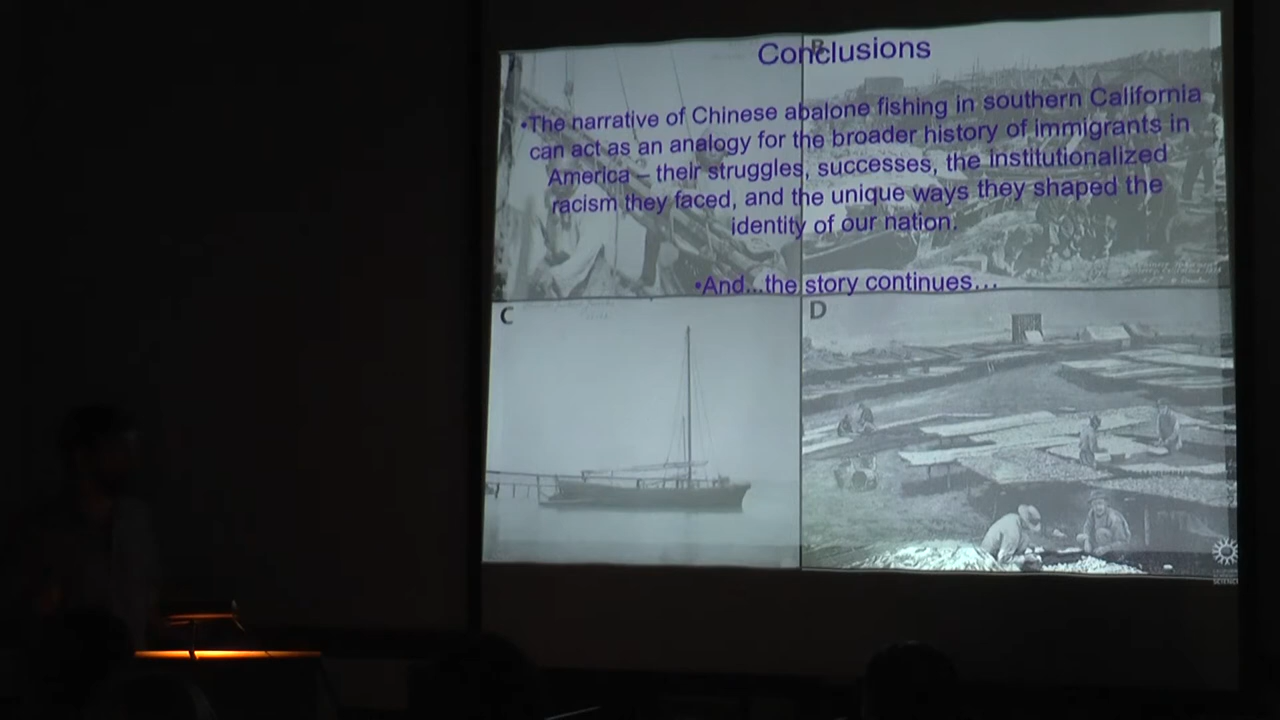 Conclusions
B
•The narrative of Chinese abalone fishing in southern California
can act as an analogy for the broader history of immigrants in
America – their struggles, successes, the institutionalized
racism they faced, and the unique ways they shaped the
identity of our nation.
•And...the story continues...
C
D